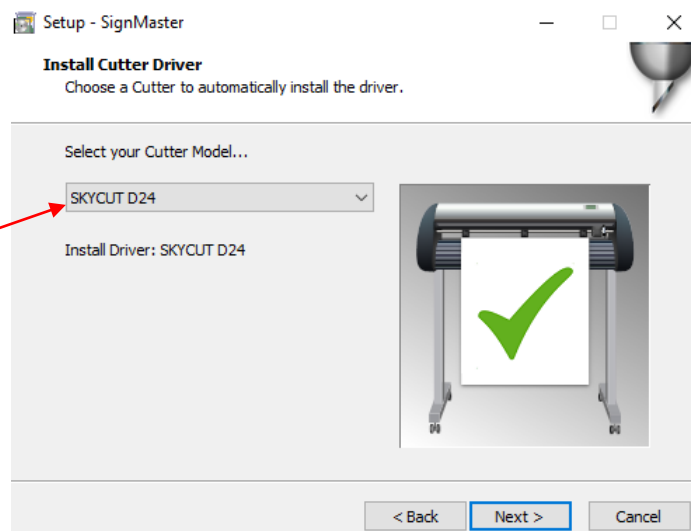 Setup - SignMaster
Install Cutter Driver
Choose a Cutter to automatically install the driver.
Select your Cutter Model...
SKYCUT D24
Install Driver: SKYCUT D24
< Back
Next >
Cancel